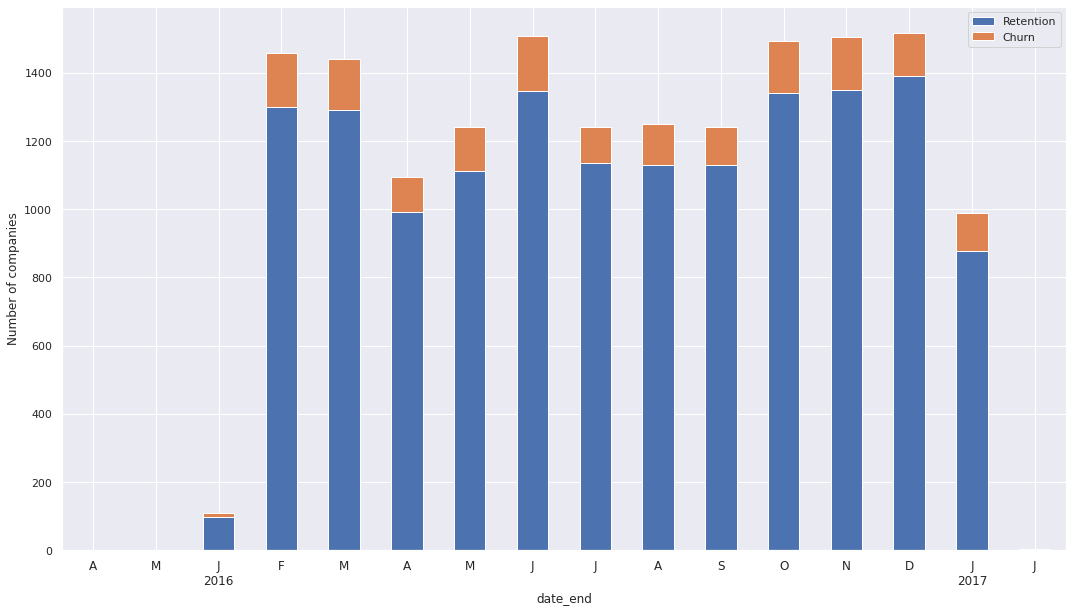 Retention
Churn
Number of companies
1400
1200
1000
800
600
400
200
0
A M J F M A M J J A S O N D J J
2016 2017
date_end